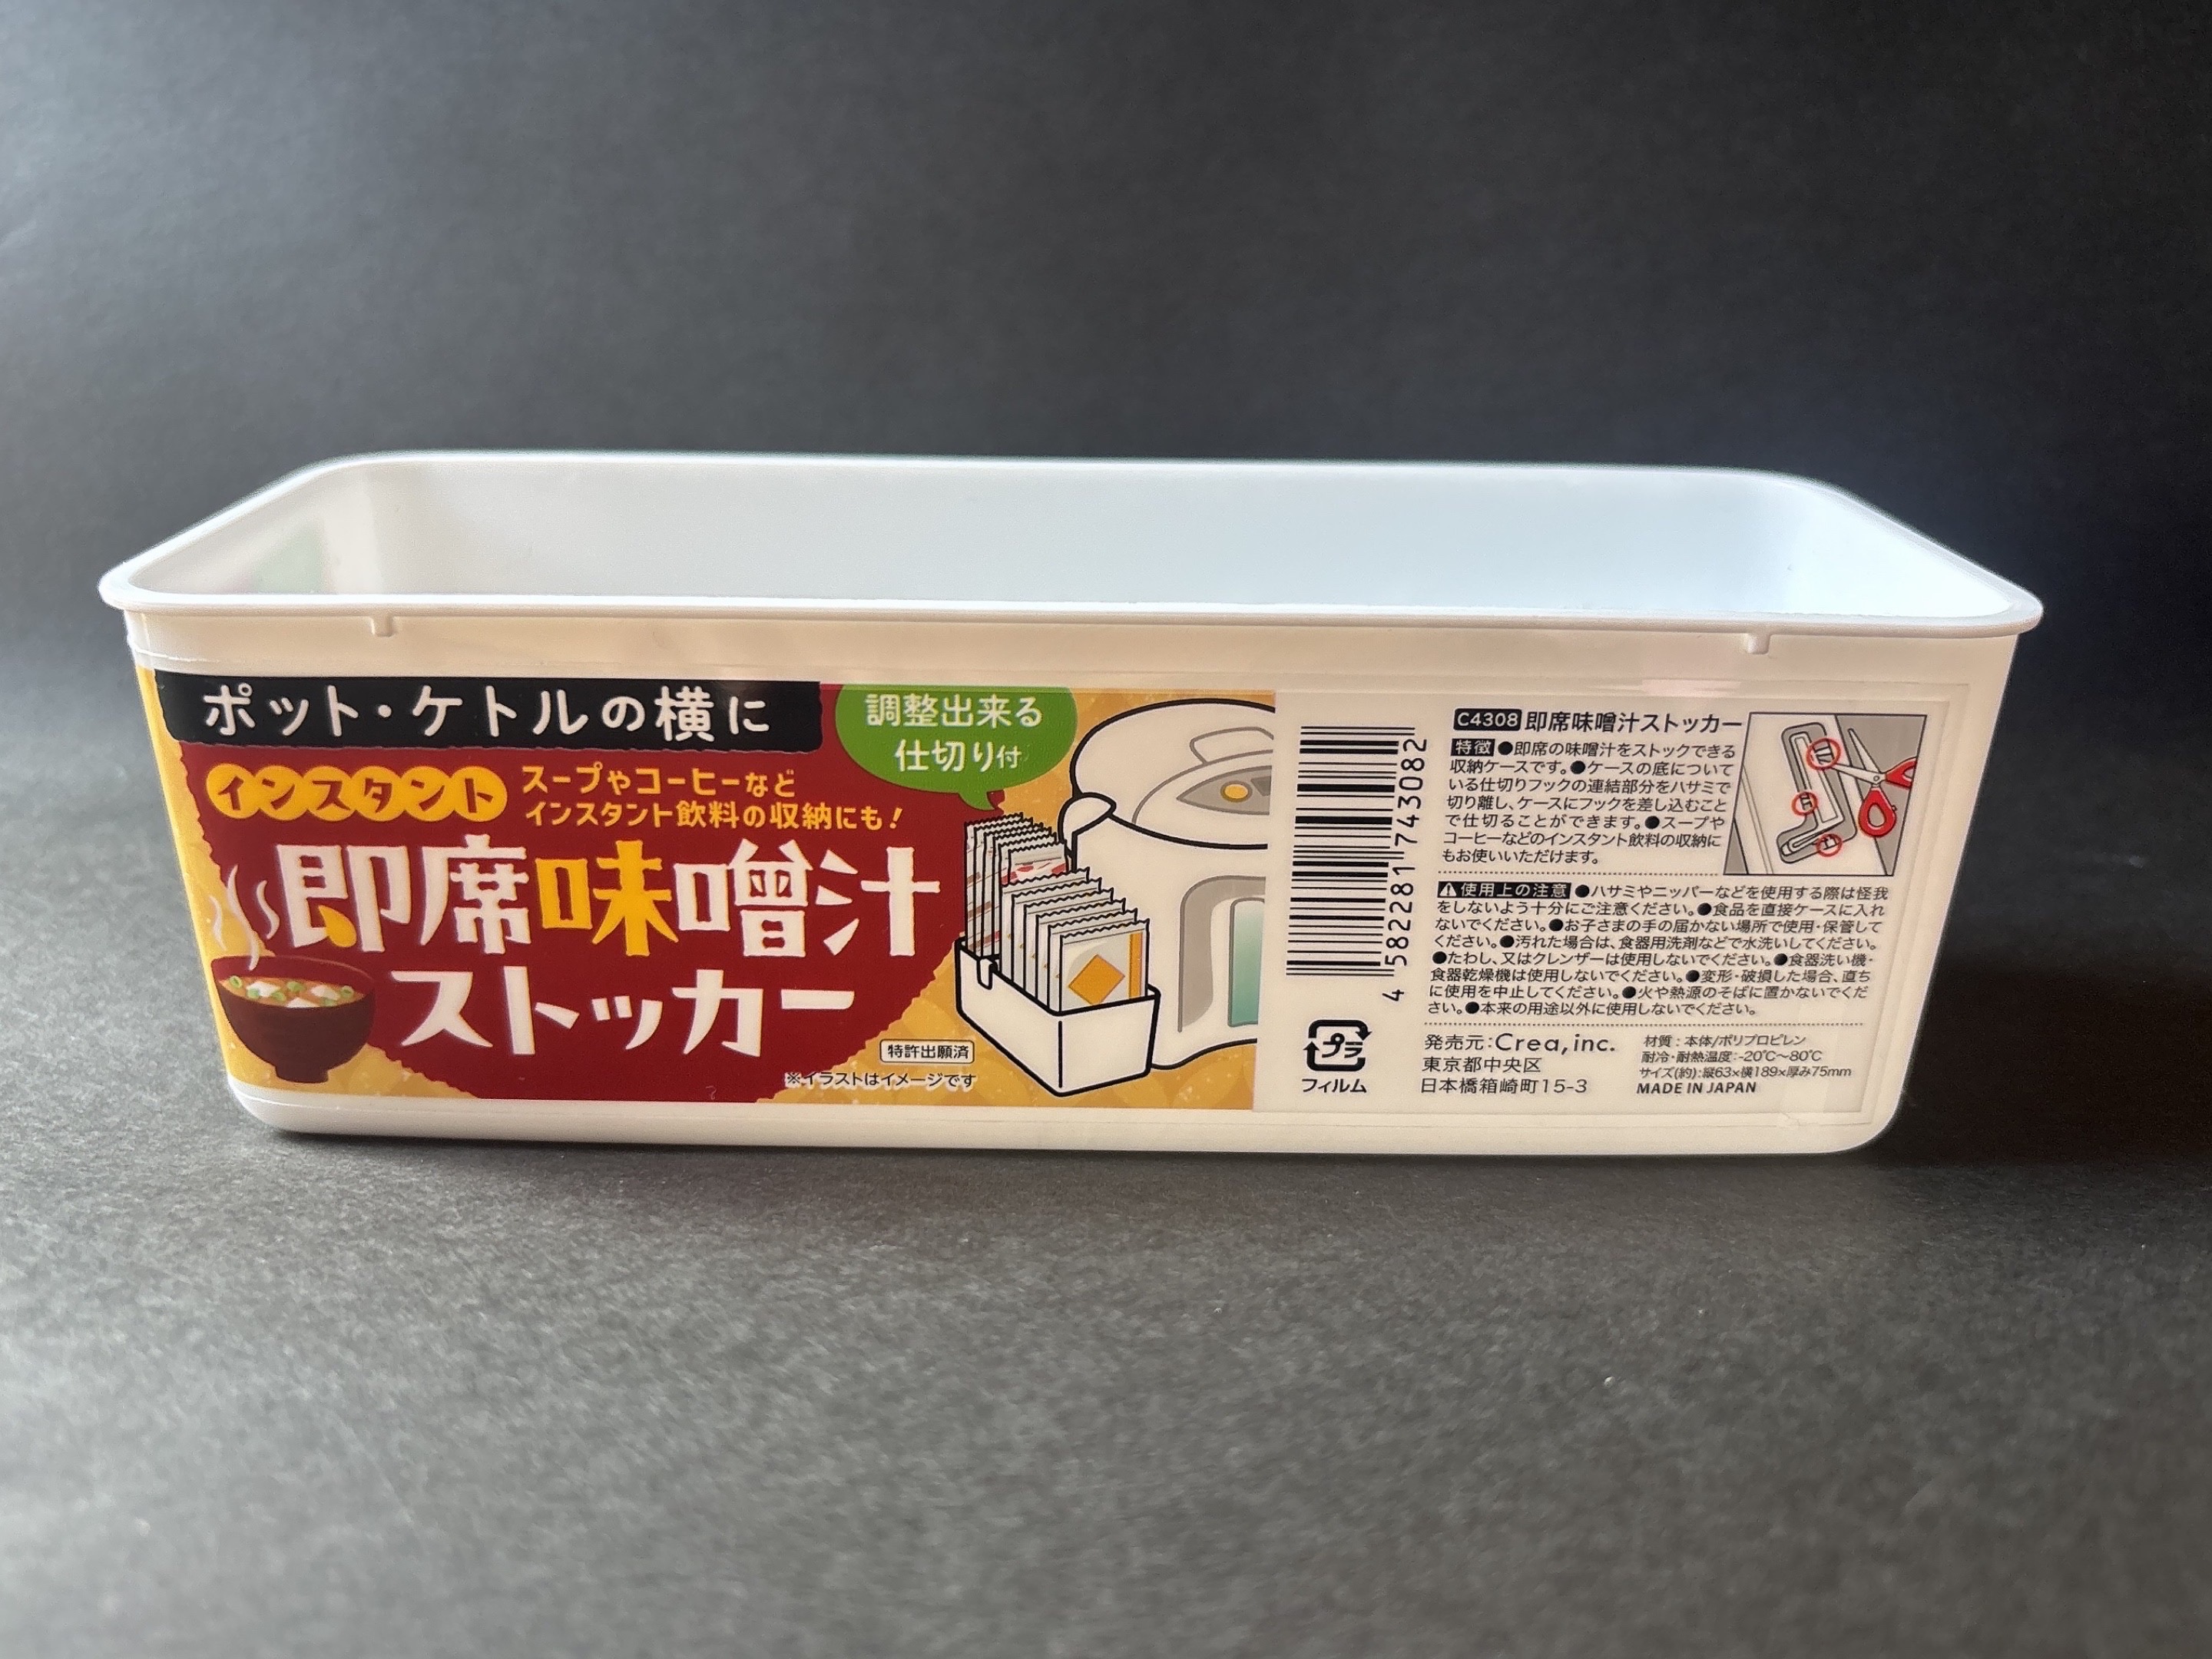 ポット・ケトルの横に
調整出来る
仕切り付
インスタント
スープやコーヒーなど
インスタント飲料の収納にも!
即席味噌汁
ストッカー
特許出願済
※イラストはイメージです
4 582281 743082
プラ
フィルム
C4308 即席味噌汁ストッカー
特徴 ●即席の味噌汁をストックできる
収納ケースです。●ケースの底について
いる仕切りフックの連結部分をハサミで
切り離し、ケースにフックを差し込むこと
で仕切ることができます。●スープや
コーヒーなどのインスタント飲料の収納に
もお使いいただけます。
使用上の注意 ●ハサミやニッパーなどを使用する際は怪我
をしないよう十分にご注意ください。●食品を直接ケースに入れ
ないでください。●お子さまの手の届かない場所で使用・保管して
ください。●汚れた場合は、食器用洗剤などで水洗いしてください。
●たわし、又はクレンザーは使用しないでください。●食器洗い機・
食器乾燥機は使用しないでください。●変形・破損した場合、直ち
に使用を中止してください。●火や熱源のそばに置かないでくだ
さい。●本来の用途以外に使用しないでください。
発売元:Crea,inc.
東京都中央区
日本橋箱崎町15-3
材質:本体/ポリプロピレン
耐冷・耐熱温度:-20℃〜80℃
サイズ(約):縦63×横189×厚み75mm
MADE IN JAPAN